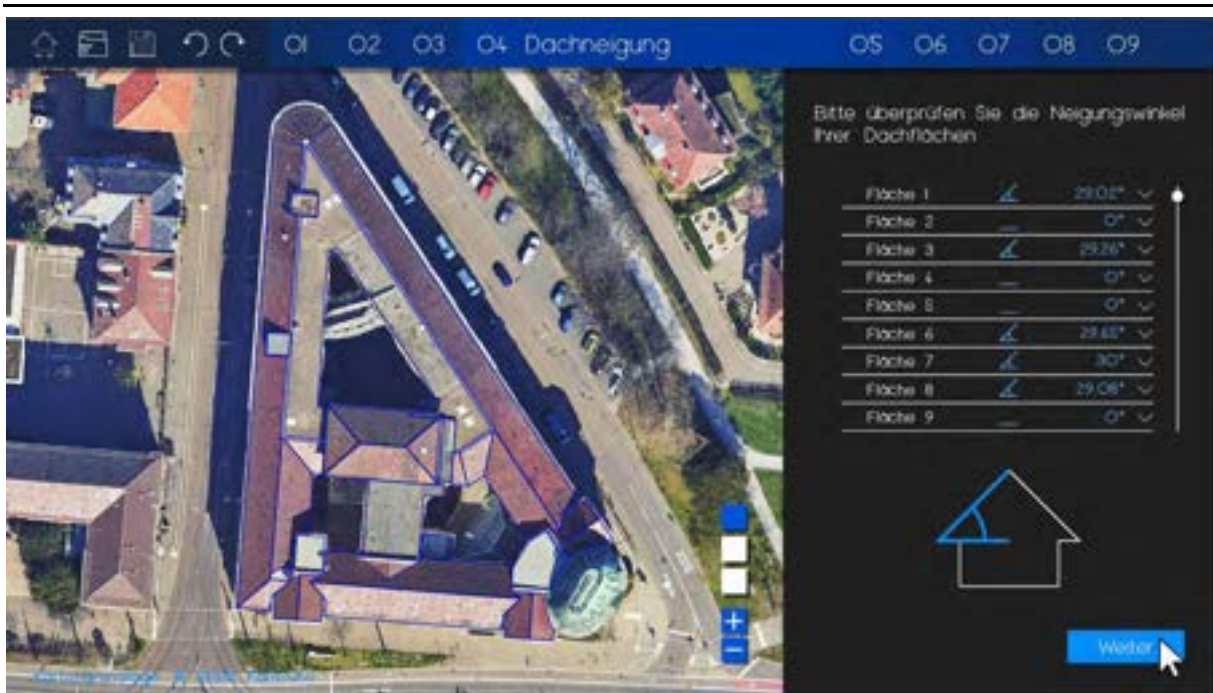 01 02 03 04 Dachneigung 05 06 07 08 09
Bitte überprüfen Sie die Neigungswinkel
Ihrer Dachflächen
Fläche 1 29.02°
Fläche 2 0°
Fläche 3 29.26°
Fläche 4 0°
Fläche 5 0°
Fläche 6 29.65°
Fläche 7 30°
Fläche 8 29.08°
Fläche 9 0°
+
−
Weiter